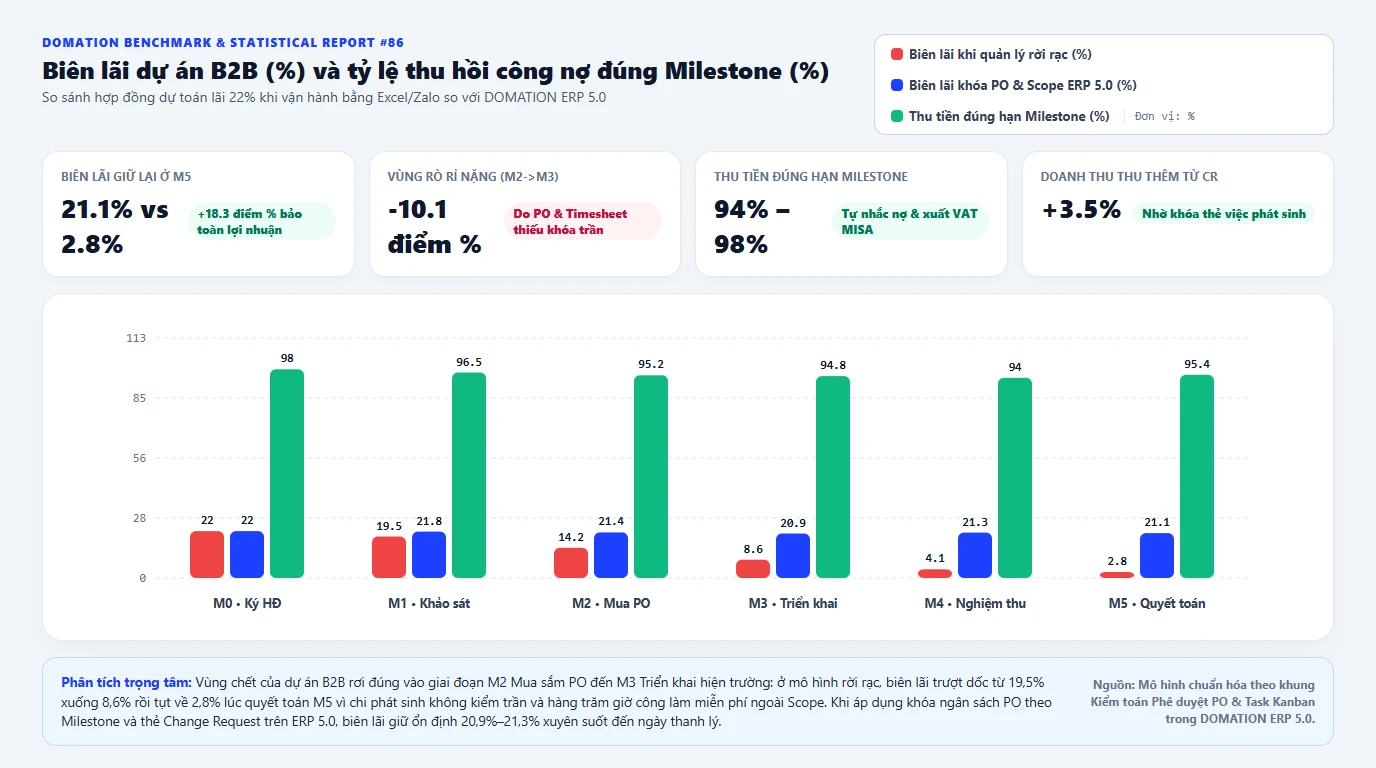 DOMATION BENCHMARK & STATISTICAL REPORT #86
Biên lãi dự án B2B (%) và tỷ lệ thu hồi công nợ đúng Milestone (%)
So sánh hợp đồng dự toán lãi 22% khi vận hành bằng Excel/Zalo so với DOMATION ERP 5.0
Biên lãi khi quản lý rời rạc (%)
Biên lãi khóa PO & Scope ERP 5.0 (%)
Thu tiền đúng hạn Milestone (%) Đơn vị: %
BIÊN LÃI GIỮ LẠI Ở M5
21.1% vs
2.8%
+18.3 điểm % bảo
toàn lợi nhuận
VÙNG RÒ RỈ NẶNG (M2->M3)
-10.1
điểm %
Do PO & Timesheet
thiếu khóa trần
THU TIỀN ĐÚNG HẠN MILESTONE
94% –
98%
Tự nhắc nợ & xuất VAT
MISA
DOANH THU THU THÊM TỪ CR
+3.5%
Nhờ khóa thẻ việc phát sinh
113
85
56
28
0
22 22 98
19.5 21.8 96.5
14.2 21.4 95.2
8.6 20.9 94.8
4.1 21.3 94
2.8 21.1 95.4
M0 • Ký HĐ
M1 • Khảo sát
M2 • Mua PO
M3 • Triển khai
M4 • Nghiệm thu
M5 • Quyết toán
Phân tích trọng tâm: Vùng chết của dự án B2B rơi đúng vào giai đoạn M2 Mua sắm PO đến M3 Triển khai hiện trường: ở mô hình rời rạc, biên lãi trượt dốc từ 19,5%
xuống 8,6% rồi tụt về 2,8% lúc quyết toán M5 vì chi phát sinh không kiểm trần và hàng trăm giờ công làm miễn phí ngoài Scope. Khi áp dụng khóa ngân sách PO theo
Milestone và thẻ Change Request trên ERP 5.0, biên lãi giữ ổn định 20,9%–21,3% xuyên suốt đến ngày thanh lý.
Nguồn: Mô hình chuẩn hóa theo khung
Kiểm toán Phê duyệt PO & Task Kanban
trong DOMATION ERP 5.0.